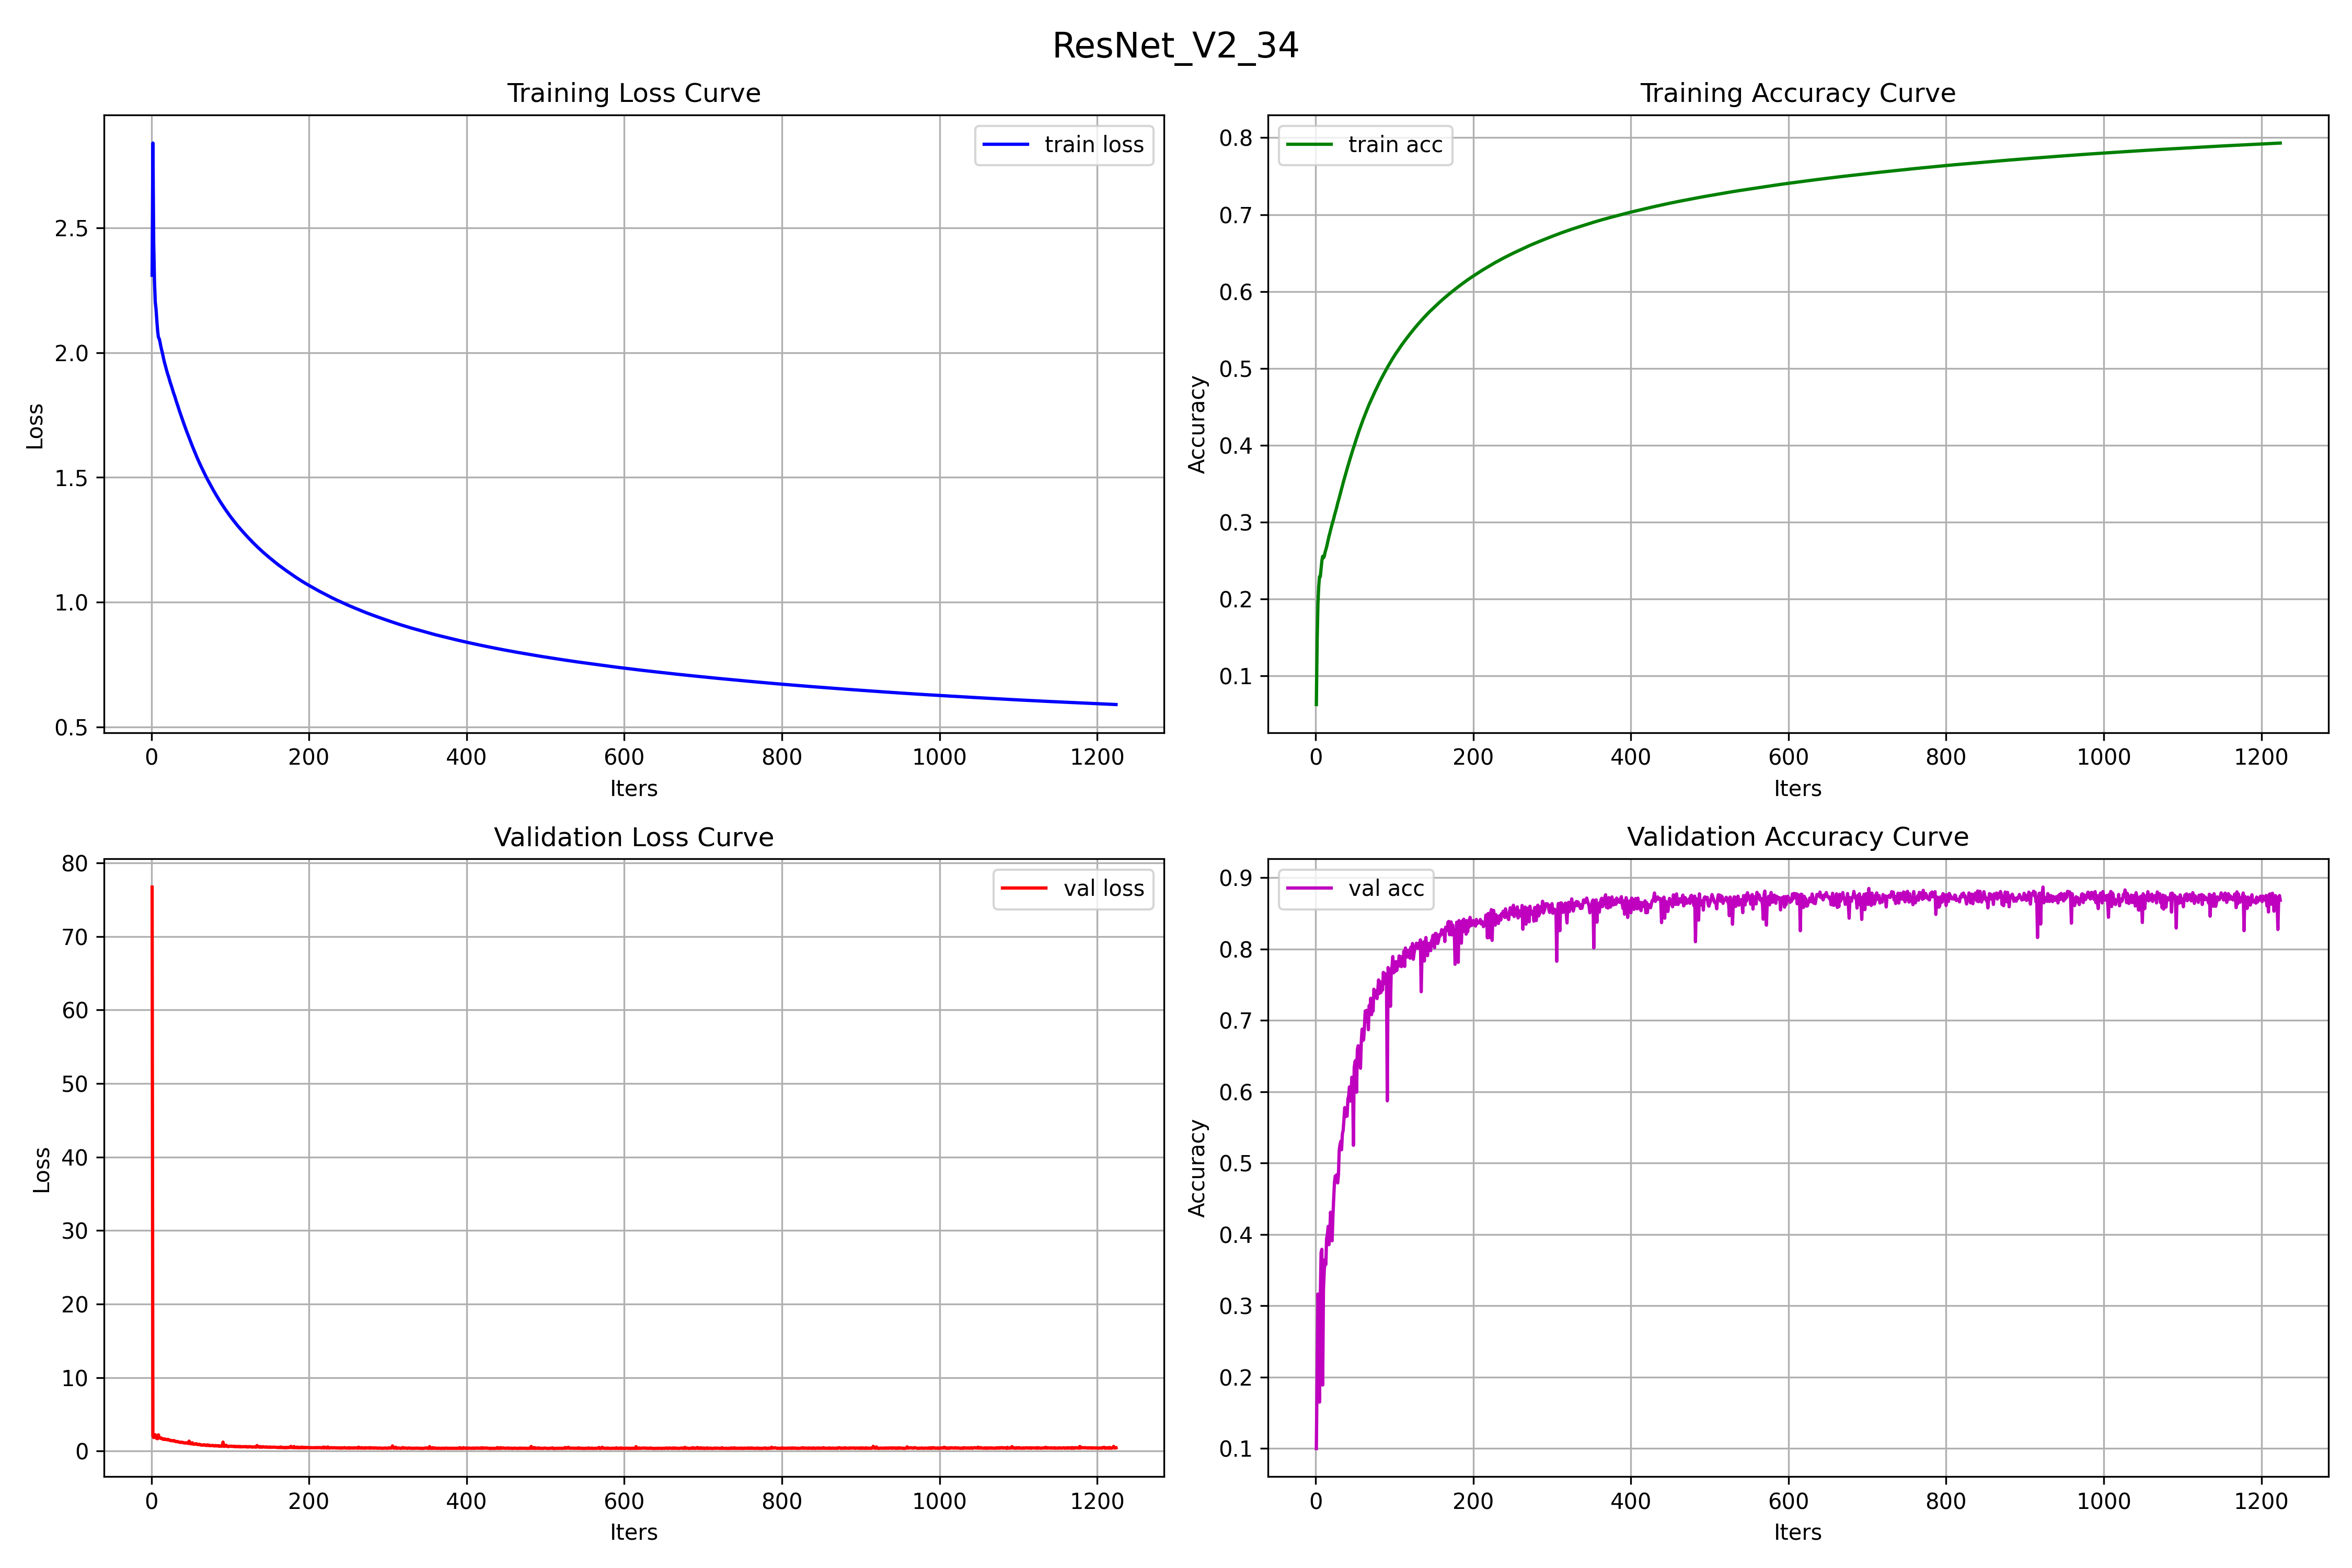 ResNet_V2_34
Training Loss Curve
train loss
Loss
2.5
2.0
1.5
1.0
0.5
0 200 400 600 800 1000 1200
Iters
Training Accuracy Curve
train acc
Accuracy
0.8
0.7
0.6
0.5
0.4
0.3
0.2
0.1
0 200 400 600 800 1000 1200
Iters
Validation Loss Curve
val loss
Loss
80
70
60
50
40
30
20
10
0
0 200 400 600 800 1000 1200
Iters
Validation Accuracy Curve
val acc
Accuracy
0.9
0.8
0.7
0.6
0.5
0.4
0.3
0.2
0.1
0 200 400 600 800 1000 1200
Iters